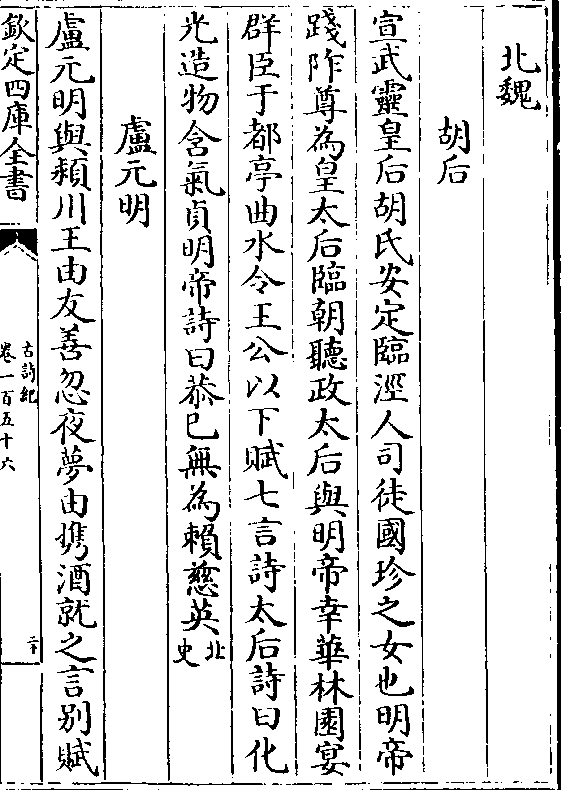 北魏
胡后
宣武靈皇后胡氏安定臨涇人司徒國珍之女也明帝
踐阼尊為皇太后臨朝聽政太后與明帝幸華林園宴
群臣于都亭曲水令王公以下賦七言詩太后詩曰化
光造物含氣貞明帝詩曰恭己無為賴慈英北史
盧元明
盧元明與頴川王由友善忽夜夢由携酒就之言别賦
欽定四庫全書
古詩紀
卷一百五十六
二十